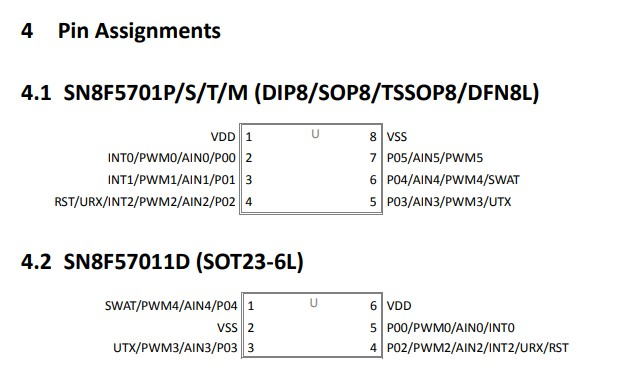 4 Pin Assignments
4.1 SN8F5701P/S/T/M (DIP8/SOP8/TSSOP8/DFN8L)
VDD 1 U 8 VSS
INT0/PWM0/AIN0/P00 2 7 P05/AIN5/PWM5
INT1/PWM1/AIN1/P01 3 6 P04/AIN4/PWM4/SWAT
RST/URX/INT2/PWM2/AIN2/P02 4 5 P03/AIN3/PWM3/UTX
4.2 SN8F57011D (SOT23-6L)
SWAT/PWM4/AIN4/P04 1 U 6 VDD
VSS 2 5 P00/PWM0/AIN0/INT0
UTX/PWM3/AIN3/P03 3 4 P02/PWM2/AIN2/INT2/URX/RST